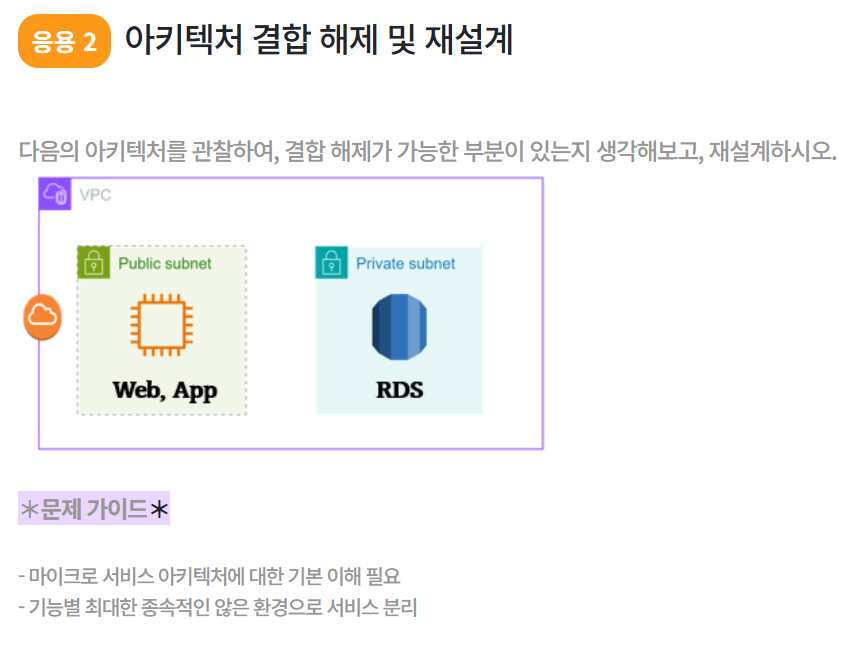 응용 2 아키텍처 결합 해제 및 재설계
다음의 아키텍처를 관찰하여, 결합 해제가 가능한 부분이 있는지 생각해보고, 재설계하시오.
VPC
Public subnet
Private subnet
Web, App
RDS
*문제 가이드*
- 마이크로 서비스 아키텍처에 대한 기본 이해 필요
- 기능별 최대한 종속적인 않은 환경으로 서비스 분리